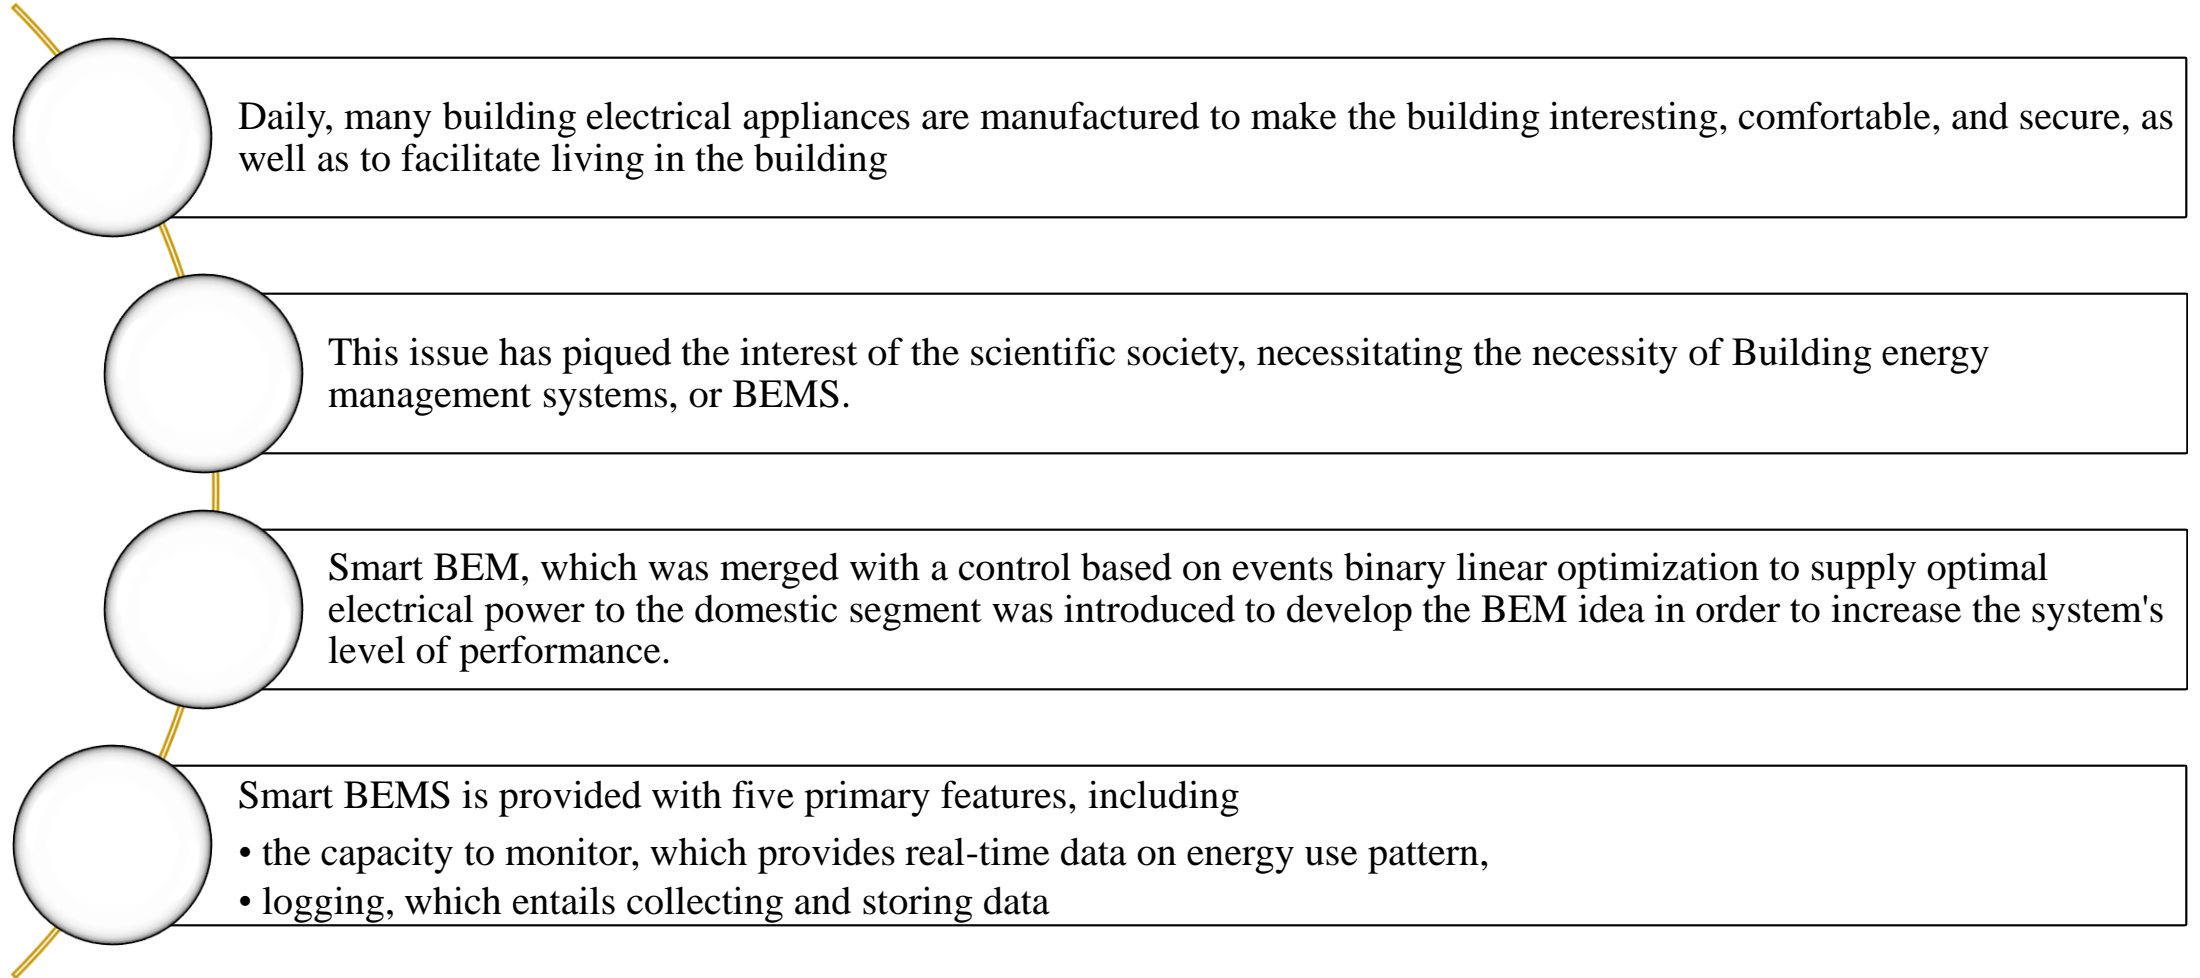 Daily, many building electrical appliances are manufactured to make the building interesting, comfortable, and secure, as
well as to facilitate living in the building
This issue has piqued the interest of the scientific society, necessitating the necessity of Building energy
management systems, or BEMS.
Smart BEM, which was merged with a control based on events binary linear optimization to supply optimal
electrical power to the domestic segment was introduced to develop the BEM idea in order to increase the system's
level of performance.
Smart BEMS is provided with five primary features, including
• the capacity to monitor, which provides real-time data on energy use pattern,
• logging, which entails collecting and storing data